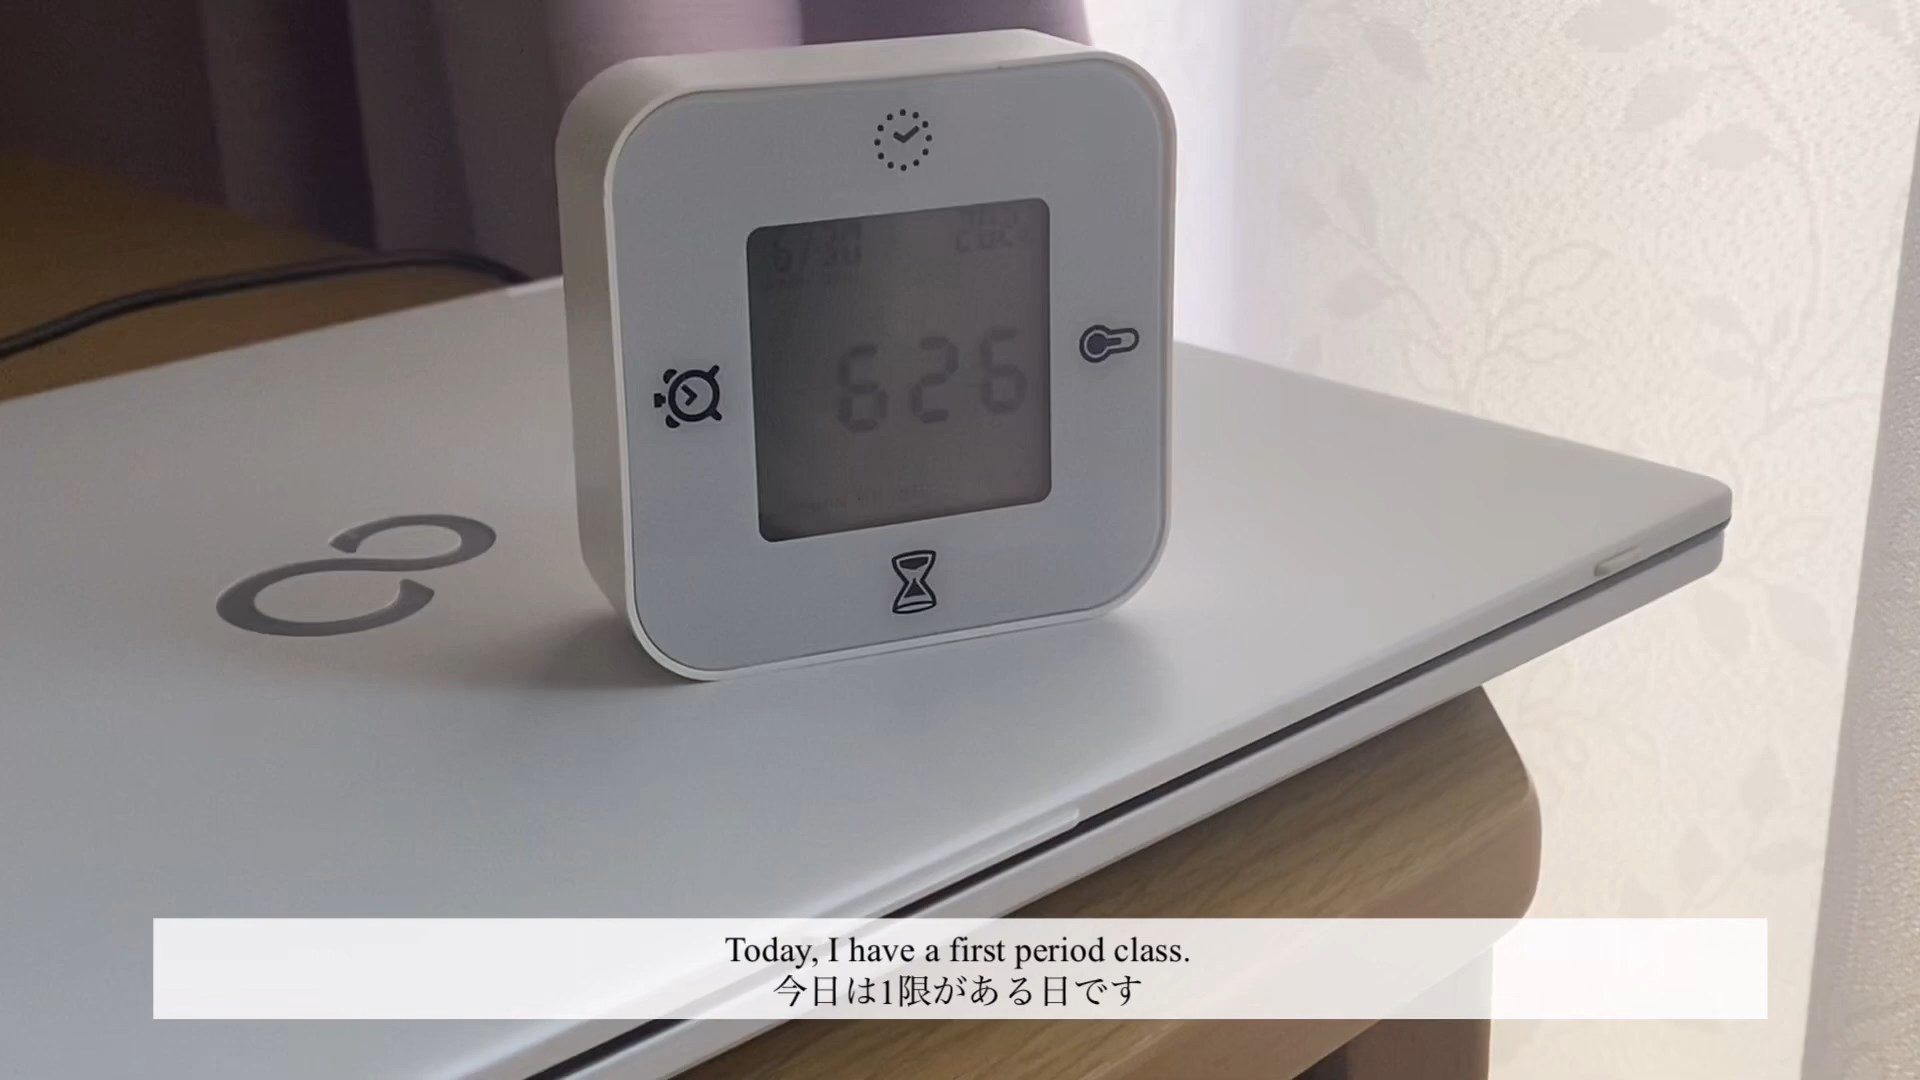 626
Today, I have a first period class.
今日は1限がある日です